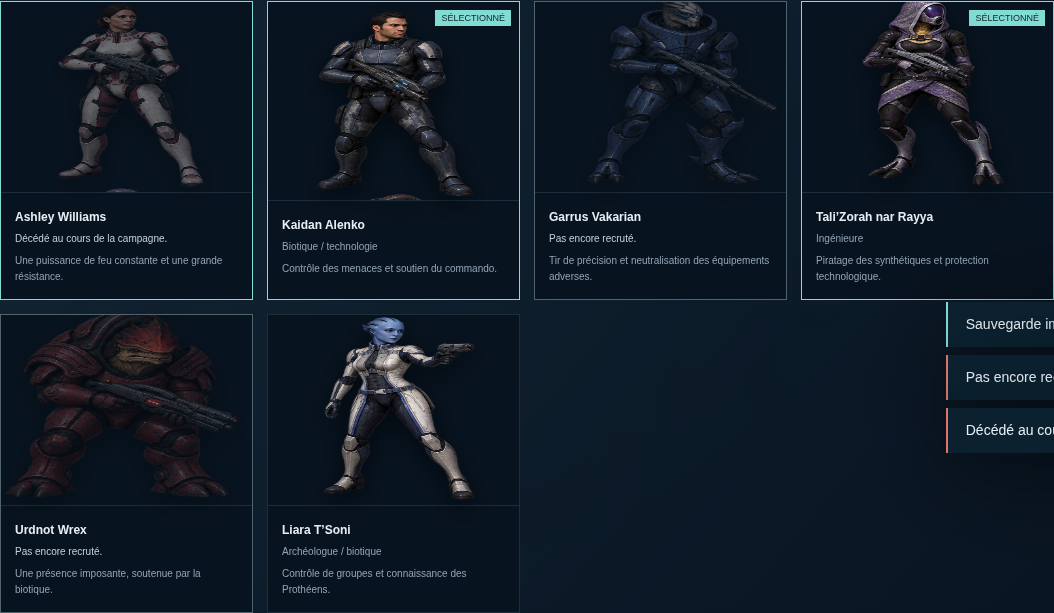 SÉLECTIONNÉ
SÉLECTIONNÉ
Ashley Williams
Décédé au cours de la campagne.
Une puissance de feu constante et une grande
résistance.
Kaidan Alenko
Biotique / technologie
Contrôle des menaces et soutien du commando.
Garrus Vakarian
Pas encore recruté.
Tir de précision et neutralisation des équipements
adverses.
Tali’Zorah nar Rayya
Ingénieure
Piratage des synthétiques et protection
technologique.
Sauvegarde
Pas encore
Décédé au
Urdnot Wrex
Pas encore recruté.
Une présence imposante, soutenue par la
biotique.
Liara T’Soni
Archéologue / biotique
Contrôle de groupes et connaissance des
Prothéens.